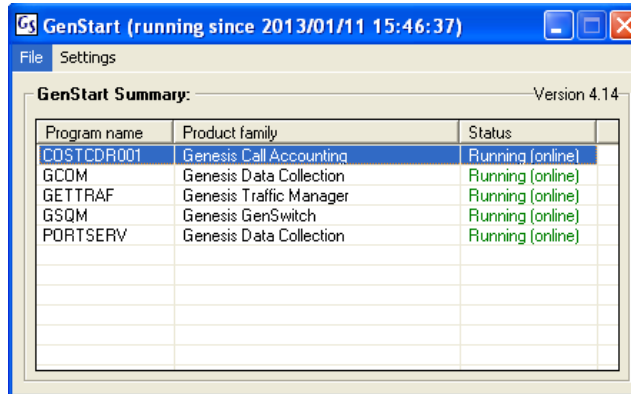 Gs GenStart (running since 2013/01/11 15:46:37)
File Settings
GenStart Summary: Version 4.14
Program name Product family Status
COSTCDR001 Genesis Call Accounting Running (online)
GCOM Genesis Data Collection Running (online)
GETTRAF Genesis Traffic Manager Running (online)
GSQM Genesis GenSwitch Running (online)
PORTSERV Genesis Data Collection Running (online)